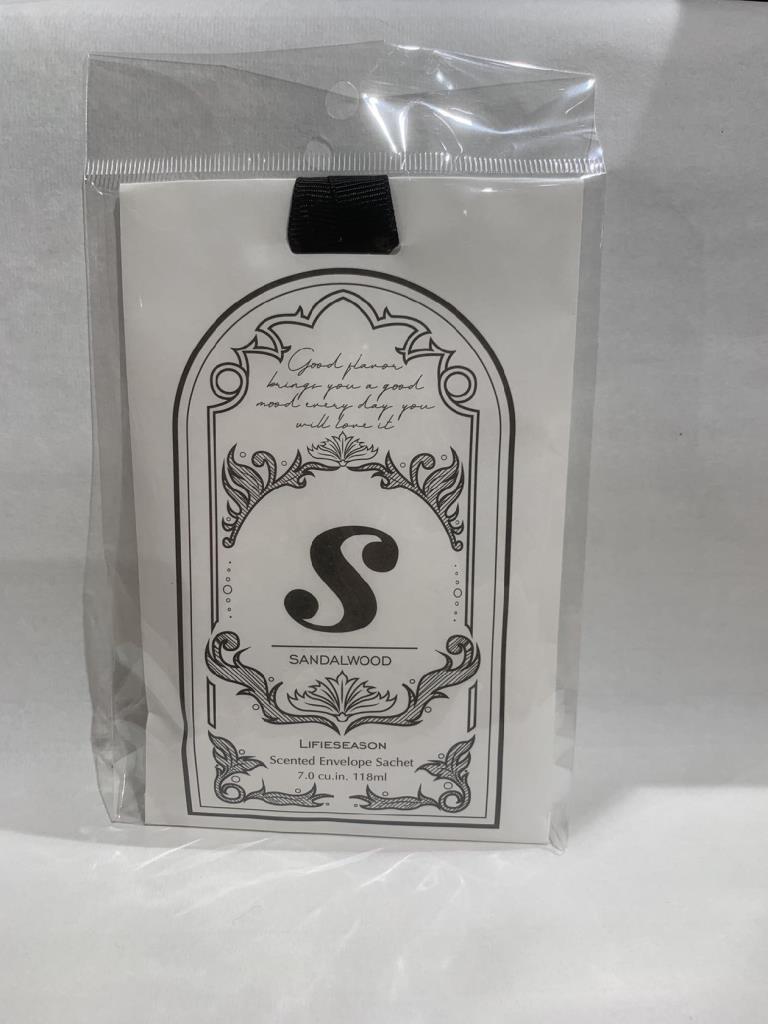 Good flavor
brings you a good
mood every day you
will love it
S
SANDALWOOD
LIFIESEASON
Scented Envelope Sachet
7.0 cu.in. 118ml